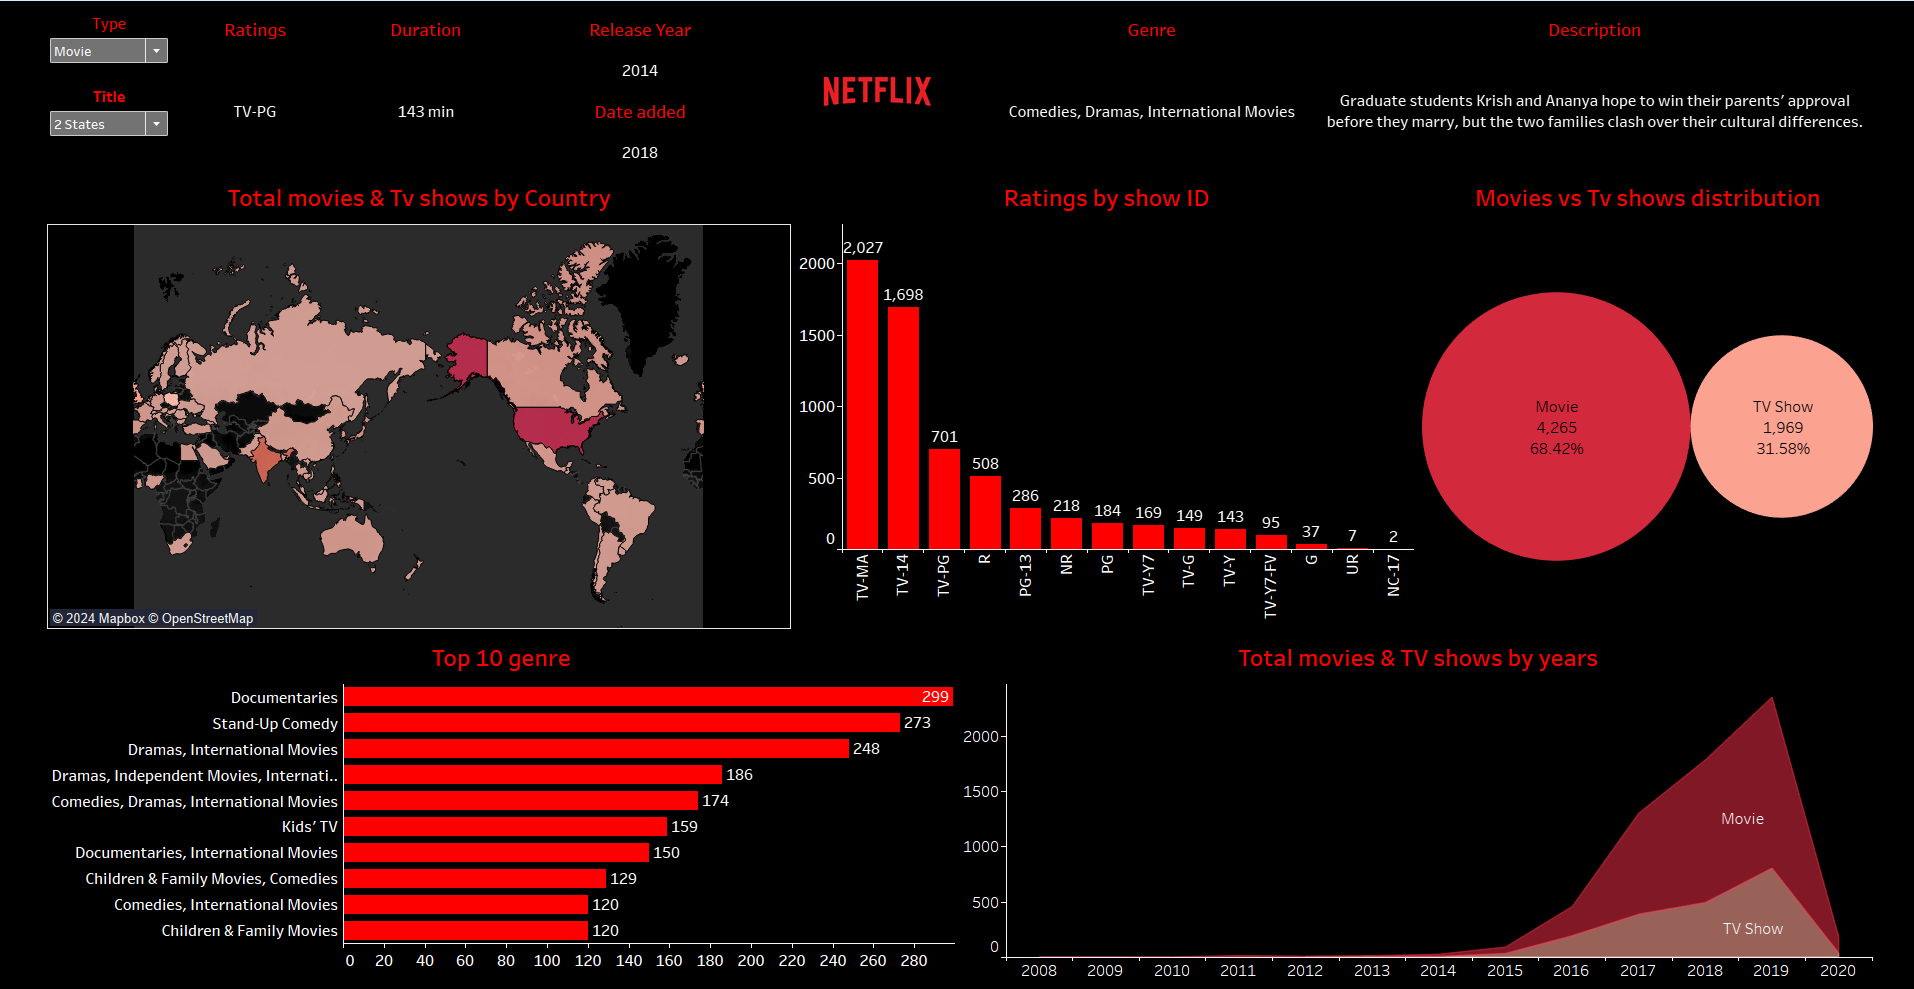 Type
Movie
Title
2 States
Ratings
TV-PG
Duration
143 min
Release Year
2014
Date added
2018
NETFLIX
Genre
Comedies, Dramas, International Movies
Description
Graduate students Krish and Ananya hope to win their parents’ approval
before they marry, but the two families clash over their cultural differences.
Total movies & Tv shows by Country
© 2024 Mapbox © OpenStreetMap
Ratings by show ID
2000
1500
1000
500
0
2,027
1,698
701
508
286
218
184
169
149
143
95
37
7
2
TV-MA
TV-14
TV-PG
R
PG-13
NR
PG
TV-Y7
TV-G
TV-Y
TV-Y7-FV
G
UR
NC-17
Movies vs Tv shows distribution
Movie
4,265
68.42%
TV Show
1,969
31.58%
Top 10 genre
Documentaries 299
Stand-Up Comedy 273
Dramas, International Movies 248
Dramas, Independent Movies, Internati.. 186
Comedies, Dramas, International Movies 174
Kids’ TV 159
Documentaries, International Movies 150
Children & Family Movies, Comedies 129
Comedies, International Movies 120
Children & Family Movies 120
0 20 40 60 80 100 120 140 160 180 200 220 240 260 280
Total movies & TV shows by years
2000
1500
1000
500
0
Movie
TV Show
2008 2009 2010 2011 2012 2013 2014 2015 2016 2017 2018 2019 2020